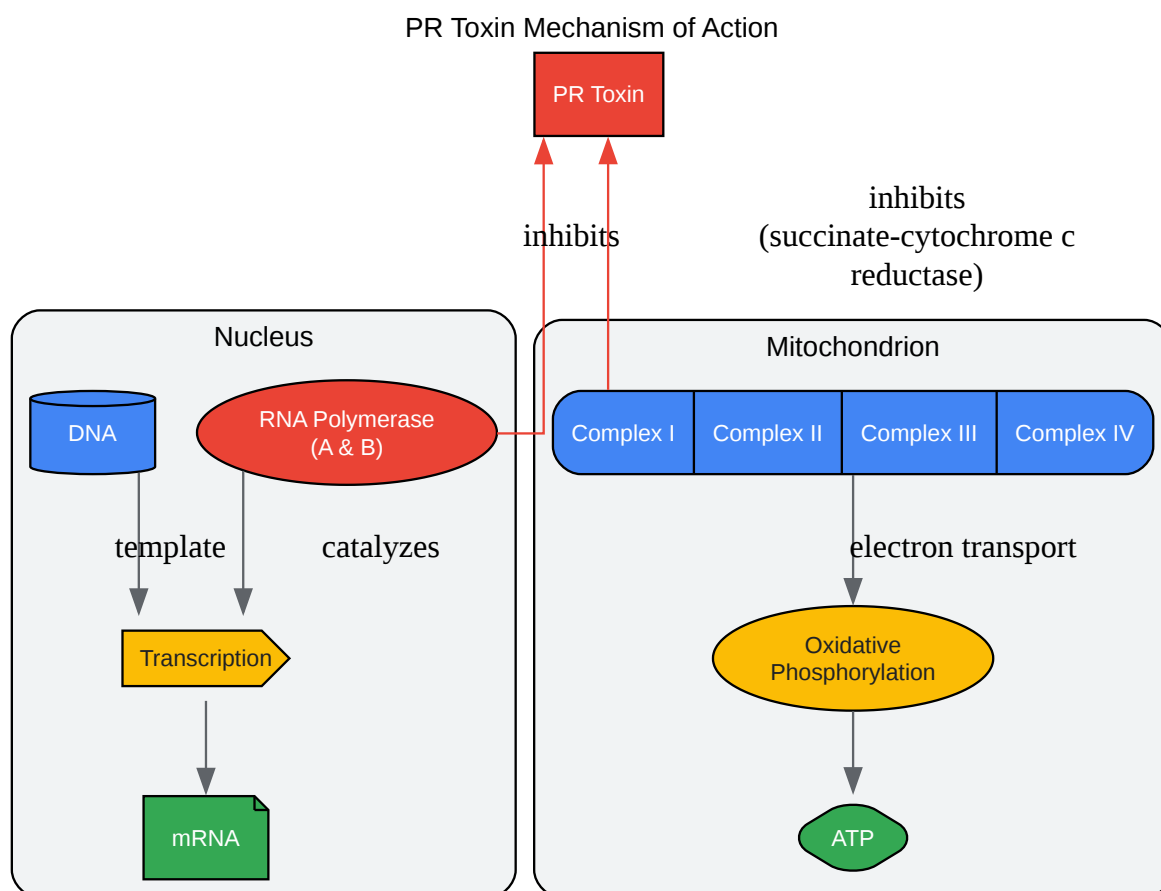 PR Toxin Mechanism of Action
PR Toxin
inhibits
inhibits
(succinate-cytochrome c
reductase)
Nucleus
DNA
RNA Polymerase
(A & B)
template
catalyzes
Transcription
mRNA
Mitochondrion
Complex I
Complex II
Complex III
Complex IV
electron transport
Oxidative
Phosphorylation
ATP